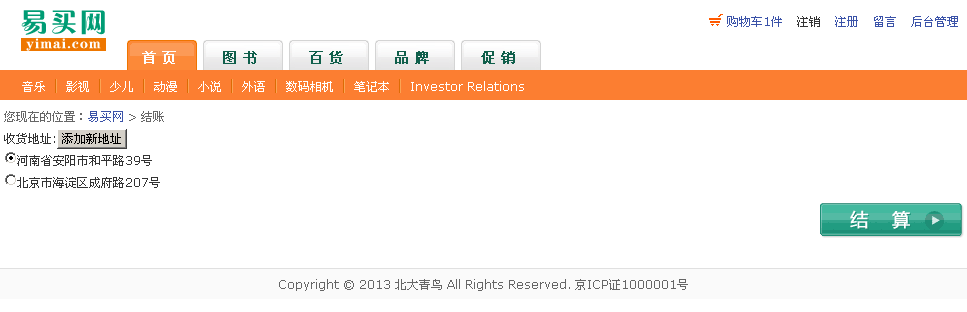 易买网
yimai.com
购物车1件 注销 注册 留言 后台管理
首页 图书 百货 品牌 促销
音乐 影视 少儿 动漫 小说 外语 数码相机 笔记本 Investor Relations
您现在的位置：易买网 > 结账
收货地址: 添加新地址
河南省安阳市和平路39号
北京市海淀区成府路207号
结 算
Copyright © 2013 北大青鸟 All Rights Reserved. 京ICP证1000001号